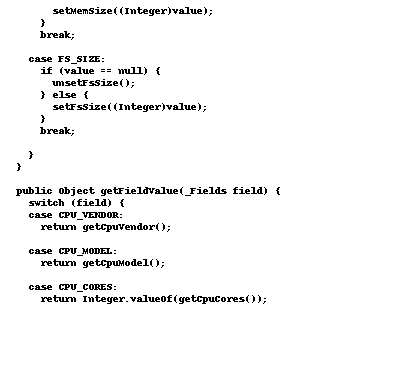 setMemSize((Integer)value);
}
break;
case FS_SIZE:
if (value == null) {
unsetFsSize();
} else {
setFsSize((Integer)value);
}
break;
}
}
public Object getFieldValue(_Fields field) {
switch (field) {
case CPU_VENDOR:
return getCpuVendor();
case CPU_MODEL:
return getCpuModel();
case CPU_CORES:
return Integer.valueOf(getCpuCores());